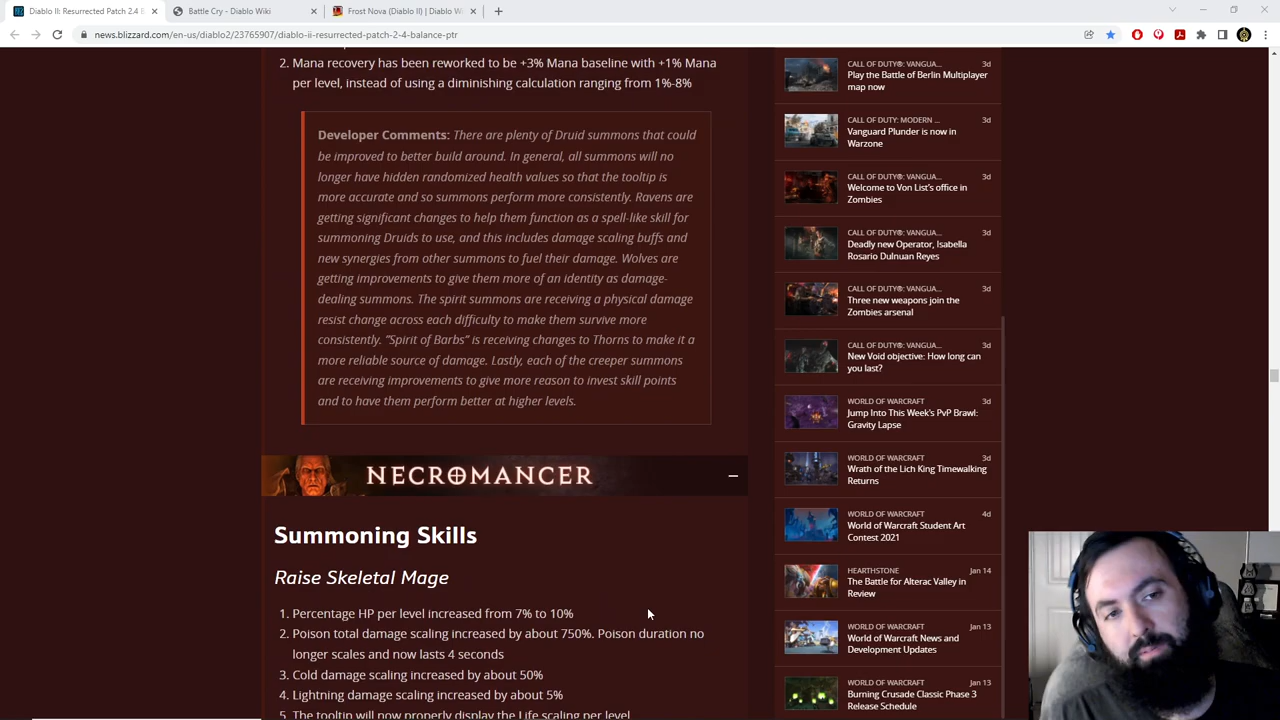 Diablo II: Resurrected Patch 2.4 B
Battle Cry - Diablo Wiki
Frost Nova (Diablo II) | Diablo W
news.blizzard.com/en-us/diablo2/23765907/diablo-ii-resurrected-patch-2-4-balance-ptr
2. Mana recovery has been reworked to be +3% Mana baseline with +1% Mana
per level, instead of using a diminishing calculation ranging from 1%-8%
Developer Comments: There are plenty of Druid summons that could
be improved to better build around. In general, all summons will no
longer have hidden randomized health values so that the tooltip is
more accurate and so summons perform more consistently. Ravens are
getting significant changes to help them function as a spell-like skill for
summoning Druids to use, and this includes damage scaling buffs and
new synergies from other summons to fuel their damage. Wolves are
getting improvements to give them more of an identity as damage-
dealing summons. The spirit summons are receiving a physical damage
resist change across each difficulty to make them survive more
consistently. "Spirit of Barbs" is receiving changes to Thorns to make it a
more reliable source of damage. Lastly, each of the creeper summons
are receiving improvements to give more reason to invest skill points
and to have them perform better at higher levels.
NECROMANCER
Summoning Skills
Raise Skeletal Mage
1. Percentage HP per level increased from 7% to 10%
2. Poison total damage scaling increased by about 750%. Poison duration no
longer scales and now lasts 4 seconds
3. Cold damage scaling increased by about 50%
4. Lightning damage scaling increased by about 5%
5. The tooltip will now properly display the Life scaling per level
CALL OF DUTY®: VANGUA... 3d
Play the Battle of Berlin Multiplayer
map now
CALL OF DUTY: MODERN ... 3d
Vanguard Plunder is now in
Warzone
CALL OF DUTY®: VANGUA... 3d
Welcome to Von List's office in
Zombies
CALL OF DUTY®: VANGUA... 3d
Deadly new Operator, Isabella
Rosario Dulnuan Reyes
CALL OF DUTY®: VANGUA... 3d
Three new weapons join the
Zombies arsenal
CALL OF DUTY®: VANGUA... 3d
New Void objective: How long can
you last?
WORLD OF WARCRAFT 3d
Jump Into This Week's PvP Brawl:
Gravity Lapse
WORLD OF WARCRAFT 3d
Wrath of the Lich King Timewalking
Returns
WORLD OF WARCRAFT 4d
World of Warcraft Student Art
Contest 2021
HEARTHSTONE Jan 14
The Battle for Alterac Valley in
Review
WORLD OF WARCRAFT Jan 13
World of Warcraft News and
Development Updates
WORLD OF WARCRAFT Jan 13
Burning Crusade Classic Phase 3
Release Schedule